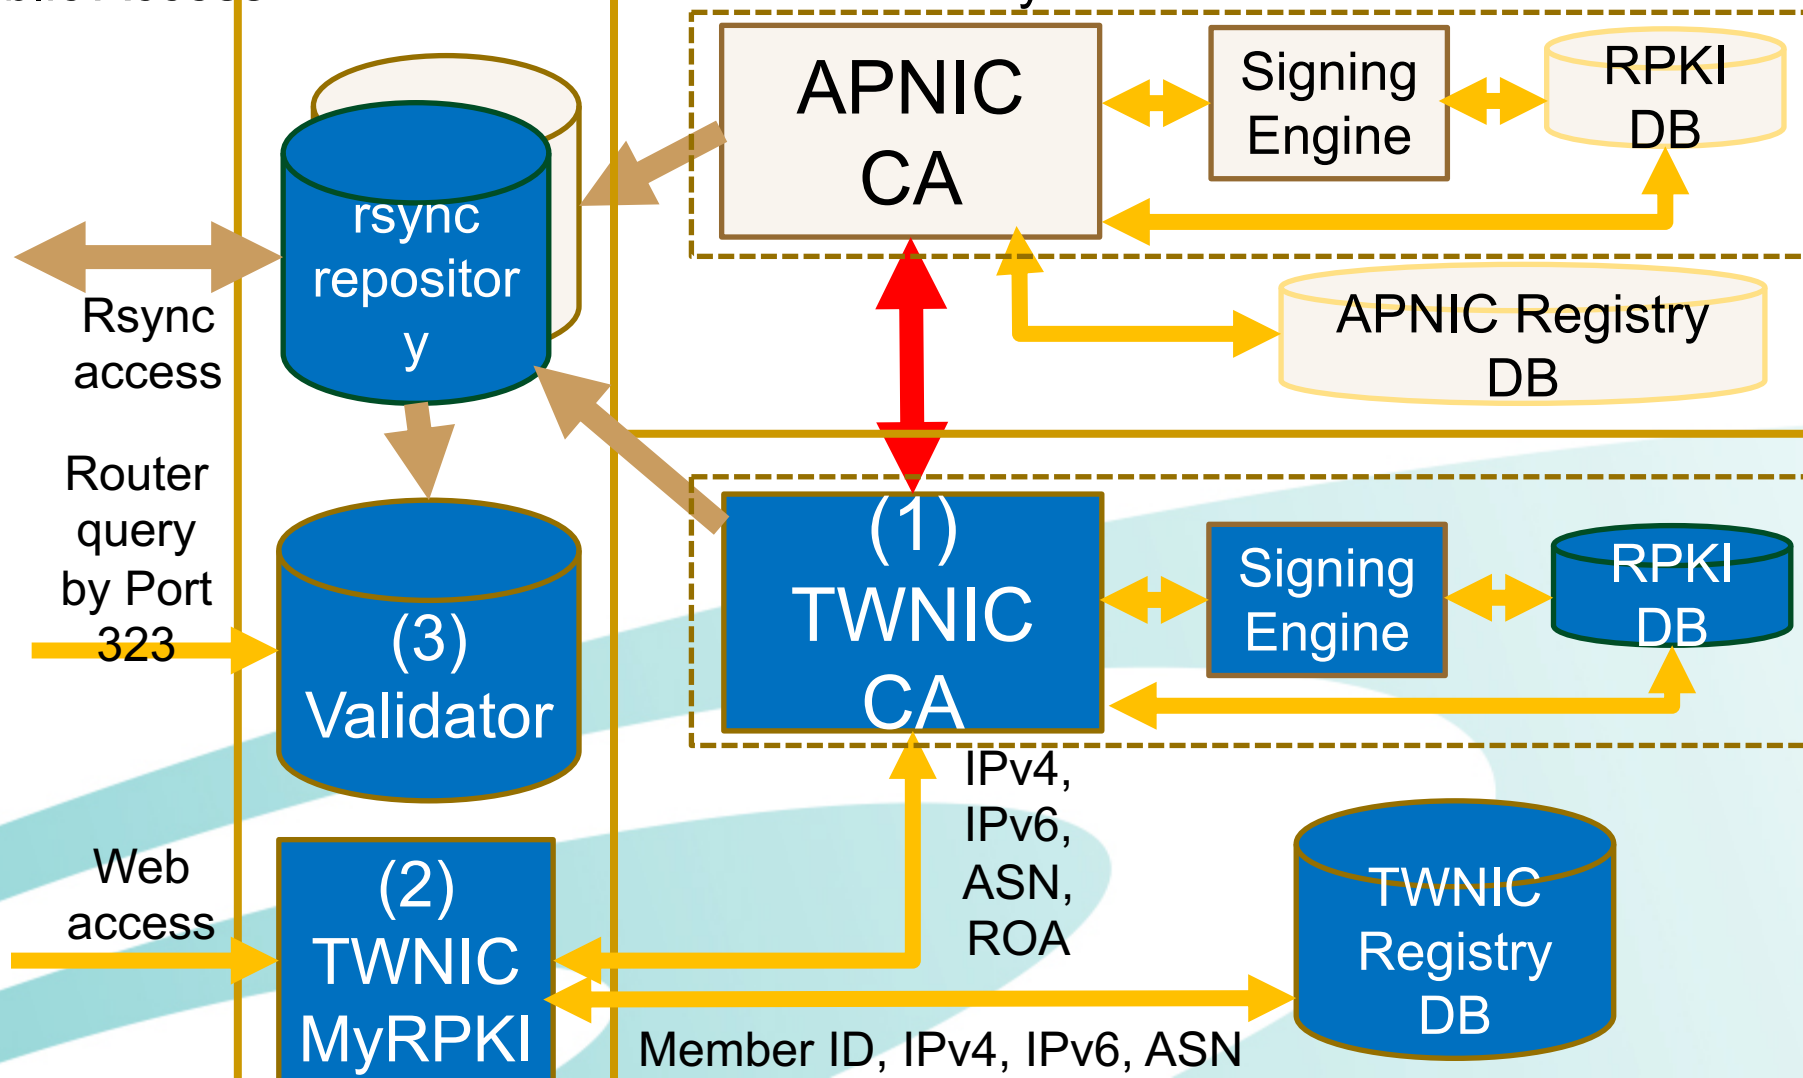 APNIC
CA
Signing
Engine
RPKI
DB
rsync
repositor
y
Rsync
access
APNIC Registry
DB
Router
query
by Port
323
(1)
TWNIC
CA
Signing
Engine
RPKI
DB
(3)
Validator
IPv4,
IPv6,
ASN,
ROA
Web
access
(2)
TWNIC
MyRPKI
TWNIC
Registry
DB
Member ID, IPv4, IPv6, ASN